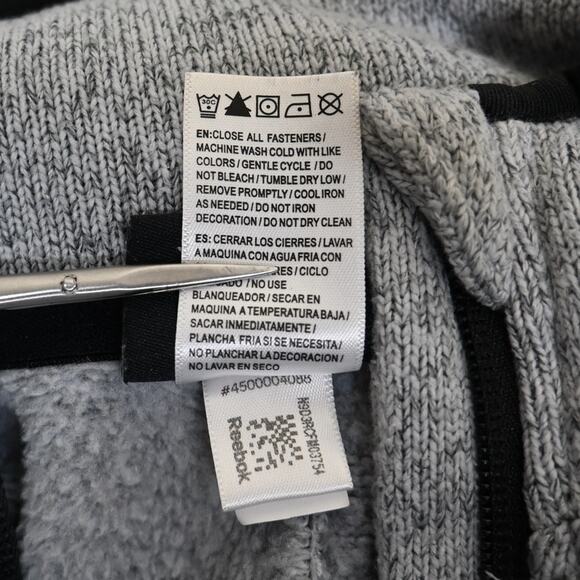 30C
EN:CLOSE ALL FASTENERS/
MACHINE WASH COLD WITH LIKE
COLORS/GENTLE CYCLE/DO
NOT BLEACH/TUMBLE DRY LOW/
REMOVE PROMPTLY/COOL IRON
AS NEEDED/DO NOT IRON
DECORATION/DO NOT DRY CLEAN
ES: CERRAR LOS CIERRES/LAVAR
A MAQUINA CON AGUA FRIA CON
/CICLO
/NO USE
BLANQUEADOR/SECAR EN
MAQUINA A TEMPERATURA BAJA/
SACAR INMEDIATAMENTE/
PLANCHA FRIA SI SE NECESITA/
NO PLANCHAR LA DECORACION/
NO LAVAR EN SECO
#4500004088
N9D3RCFM03754
Reebok